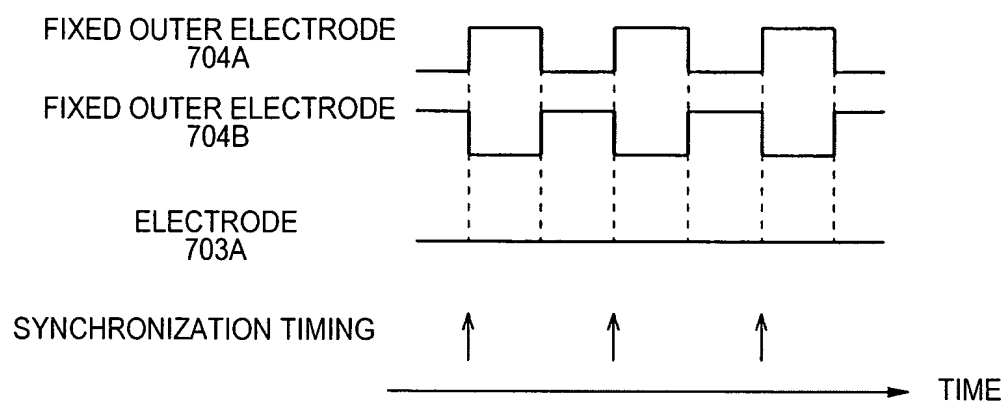 FIXED OUTER ELECTRODE
704A
FIXED OUTER ELECTRODE
704B
ELECTRODE
703A
SYNCHRONIZATION TIMING
TIME